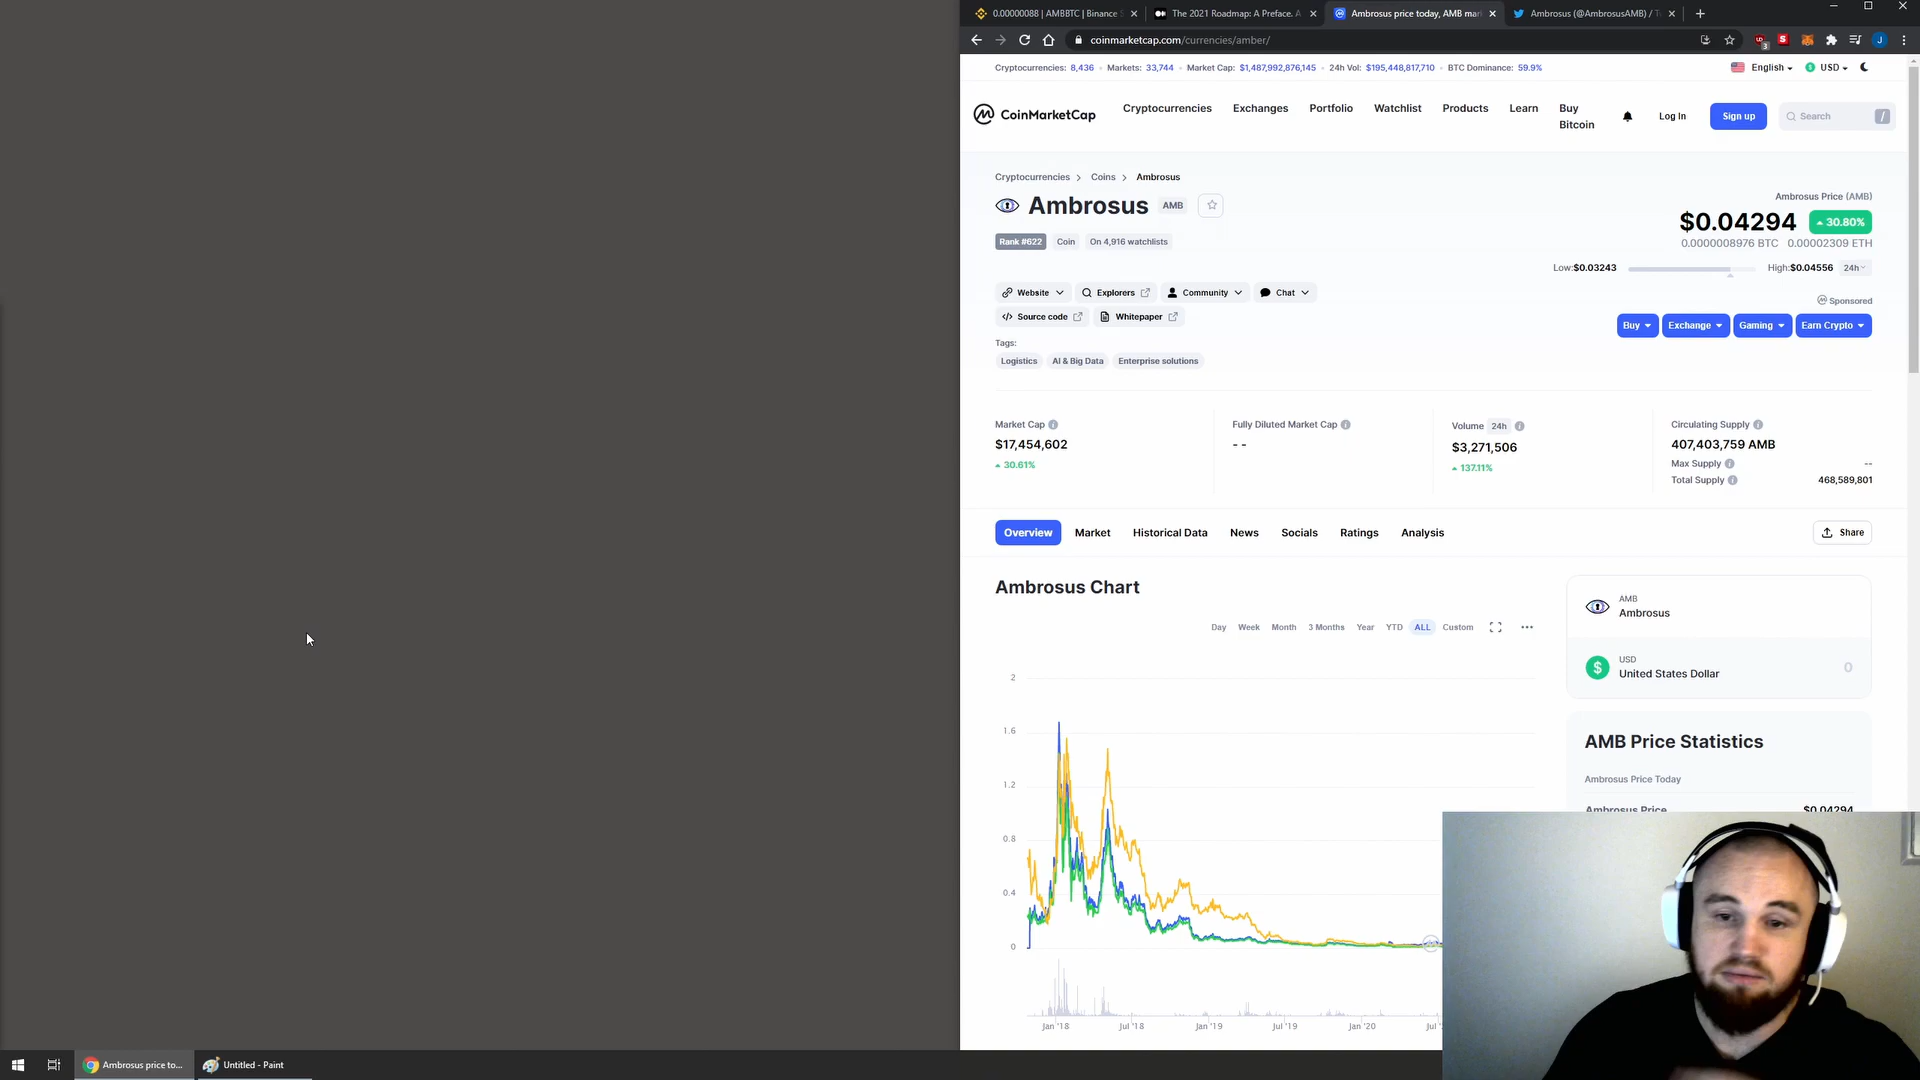 0.00000088 | AMBBTC | Binance
The 2021 Roadmap: A Preface.
Ambrosus price today, AMB mar
Ambrosus (@AmbrosusAMB) /
coinmarketcap.com/currencies/amber/
Cryptocurrencies: 8,436 • Markets: 33,744 • Market Cap: $1,487,992,876,145 • 24h Vol: $195,448,817,710 • BTC Dominance: 59.9%
English
USD
CoinMarketCap
Cryptocurrencies
Exchanges
Portfolio
Watchlist
Products
Learn
Buy
Bitcoin
Log In
Sign up
Search
/
Cryptocurrencies > Coins > Ambrosus
Ambrosus AMB
Rank #622
Coin
On 4,916 watchlists
Ambrosus Price (AMB)
$0.04294 30.80%
0.0000008976 BTC 0.00002309 ETH
Low:$0.03243
High:$0.04556
24h
Website
Explorers
Community
Chat
Source code
Whitepaper
Sponsored
Buy
Exchange
Gaming
Earn Crypto
Tags:
Logistics
AI & Big Data
Enterprise solutions
Market Cap
$17,454,602
30.61%
Fully Diluted Market Cap
- -
Volume 24h
$3,271,506
137.11%
Circulating Supply
407,403,759 AMB
Max Supply --
Total Supply 468,589,801
Overview
Market
Historical Data
News
Socials
Ratings
Analysis
Share
Ambrosus Chart
Day
Week
Month
3 Months
Year
YTD
ALL
Custom
2
1.6
1.2
0.8
0.4
0
Jan '18
Jul '18
Jan '19
Jul '19
Jan '20
Jul '
AMB
Ambrosus
USD
United States Dollar
0
AMB Price Statistics
Ambrosus Price Today
Ambrosus Price $0.04294
Ambrosus price to...
Untitled - Paint